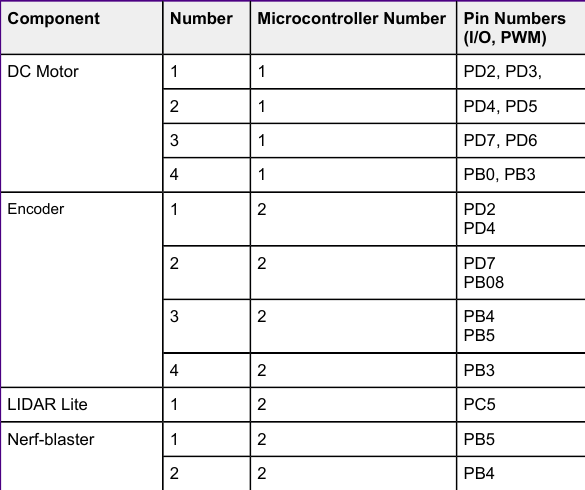 Component Number Microcontroller Number Pin Numbers
(I/O, PWM)
DC Motor 1 1 PD2, PD3,
2 1 PD4, PD5
3 1 PD7, PD6
4 1 PB0, PB3
Encoder 1 2 PD2
PD4
2 2 PD7
PB08
3 2 PB4
PB5
4 2 PB3
LIDAR Lite 1 2 PC5
Nerf-blaster 1 2 PB5
2 2 PB4